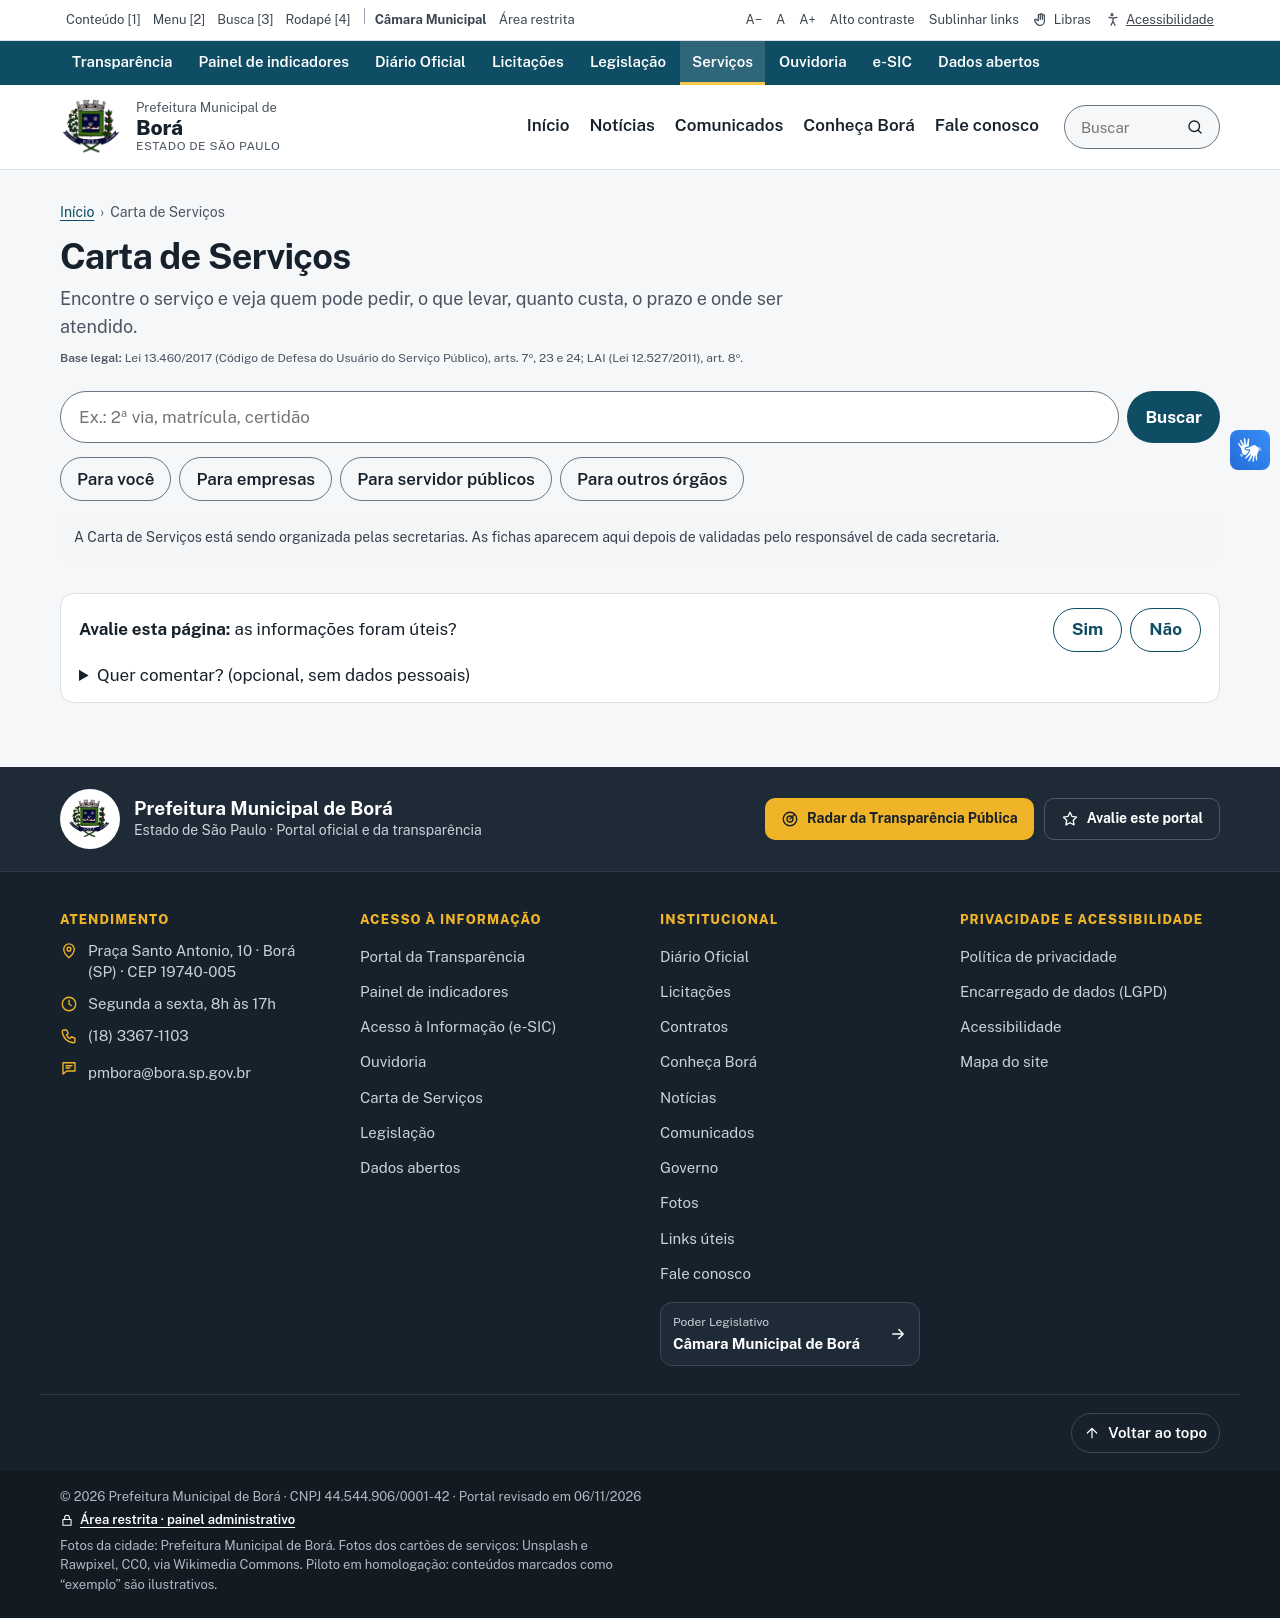 Conteúdo [1] Menu [2] Busca [3] Rodapé [4] Câmara Municipal Área restrita A− A A+ Alto contraste Sublinhar links Libras Acessibilidade
Transparência Painel de indicadores Diário Oficial Licitações Legislação Serviços Ouvidoria e-SIC Dados abertos
Prefeitura Municipal de
Borá
ESTADO DE SÃO PAULO
Início Notícias Comunicados Conheça Borá Fale conosco Buscar
Início › Carta de Serviços
Carta de Serviços
Encontre o serviço e veja quem pode pedir, o que levar, quanto custa, o prazo e onde ser
atendido.
Base legal: Lei 13.460/2017 (Código de Defesa do Usuário do Serviço Público), arts. 7º, 23 e 24; LAI (Lei 12.527/2011), art. 8º.
Ex.: 2ª via, matrícula, certidão Buscar
Para você Para empresas Para servidor públicos Para outros órgãos
A Carta de Serviços está sendo organizada pelas secretarias. As fichas aparecem aqui depois de validadas pelo responsável de cada secretaria.
Avalie esta página: as informações foram úteis? Sim Não
Quer comentar? (opcional, sem dados pessoais)
Prefeitura Municipal de Borá
Estado de São Paulo · Portal oficial e da transparência
Radar da Transparência Pública Avalie este portal
ATENDIMENTO
Praça Santo Antonio, 10 · Borá
(SP) · CEP 19740-005
Segunda a sexta, 8h às 17h
(18) 3367-1103
pmbora@bora.sp.gov.br
ACESSO À INFORMAÇÃO
Portal da Transparência
Painel de indicadores
Acesso à Informação (e-SIC)
Ouvidoria
Carta de Serviços
Legislação
Dados abertos
INSTITUCIONAL
Diário Oficial
Licitações
Contratos
Conheça Borá
Notícias
Comunicados
Governo
Fotos
Links úteis
Fale conosco
Poder Legislativo
Câmara Municipal de Borá
PRIVACIDADE E ACESSIBILIDADE
Política de privacidade
Encarregado de dados (LGPD)
Acessibilidade
Mapa do site
Voltar ao topo
© 2026 Prefeitura Municipal de Borá · CNPJ 44.544.906/0001-42 · Portal revisado em 06/11/2026
Área restrita · painel administrativo
Fotos da cidade: Prefeitura Municipal de Borá. Fotos dos cartões de serviços: Unsplash e
Rawpixel, CC0, via Wikimedia Commons. Piloto em homologação: conteúdos marcados como
“exemplo” são ilustrativos.